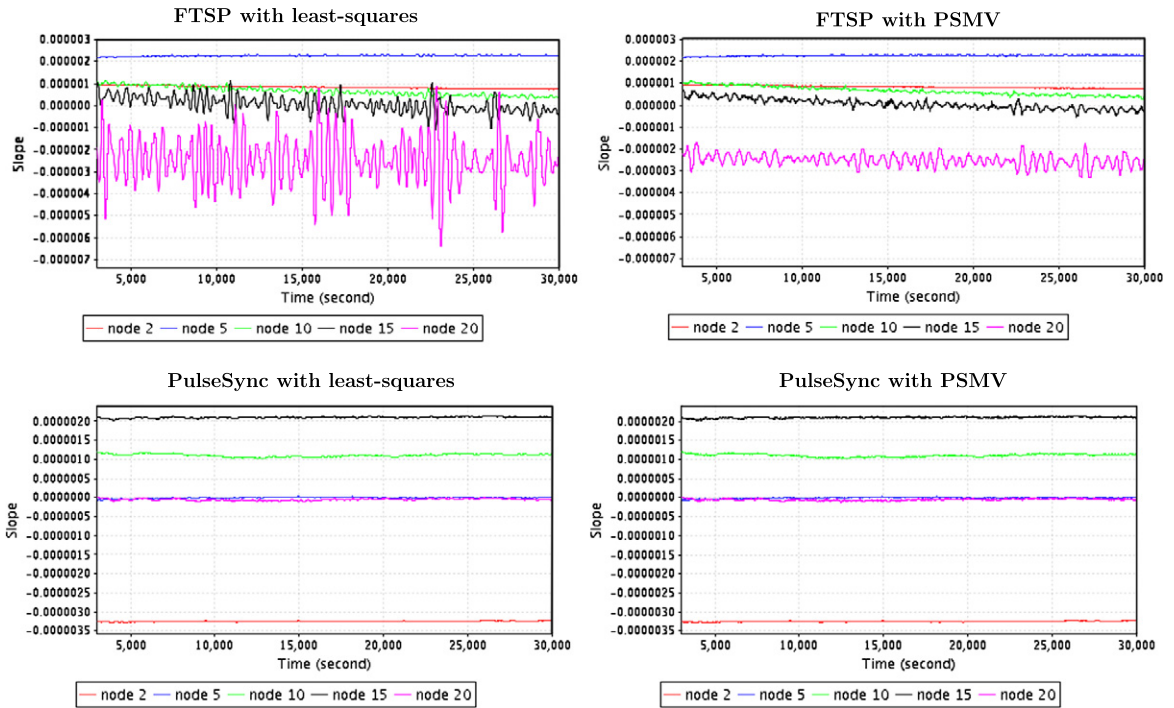 FTSP with least-squares
0.000003
0.000002
0.000001
0.000000
-0.000001
-0.000002
-0.000003
-0.000004
-0.000005
-0.000006
-0.000007
Slope
5,000 10,000 15,000 20,000 25,000 30,000
Time (second)
node 2 node 5 node 10 node 15 node 20
FTSP with PSMV
0.000003
0.000002
0.000001
0.000000
-0.000001
-0.000002
-0.000003
-0.000004
-0.000005
-0.000006
-0.000007
Slope
5,000 10,000 15,000 20,000 25,000 30,000
Time (second)
node 2 node 5 node 10 node 15 node 20
PulseSync with least-squares
0.0000020
0.0000015
0.0000010
0.0000005
0.0000000
-0.0000005
-0.0000010
-0.0000015
-0.0000020
-0.0000025
-0.0000030
-0.0000035
Slope
5,000 10,000 15,000 20,000 25,000 30,000
Time (second)
node 2 node 5 node 10 node 15 node 20
PulseSync with PSMV
0.0000020
0.0000015
0.0000010
0.0000005
0.0000000
-0.0000005
-0.0000010
-0.0000015
-0.0000020
-0.0000025
-0.0000030
-0.0000035
Slope
5,000 10,000 15,000 20,000 25,000 30,000
Time (second)
node 2 node 5 node 10 node 15 node 20